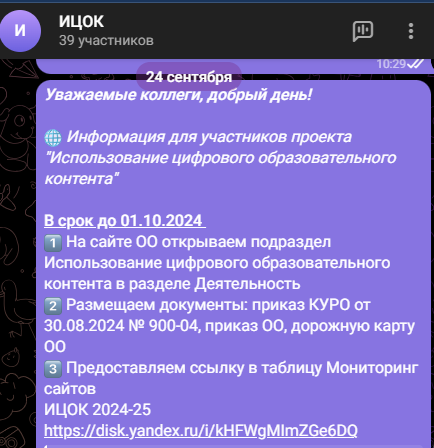 И
ИЦОК
39 участников
10:29
24 сентября
Уважаемые коллеги, добрый день!
Информация для участников проекта
"Использование цифрового образовательного
контента"
В срок до 01.10.2024
1 На сайте ОО открываем подраздел
Использование цифрового образовательного
контента в разделе Деятельность
2 Размещаем документы: приказ КУРО от
30.08.2024 № 900-04, приказ ОО, дорожную карту
ОО
3 Предоставляем ссылку в таблицу Мониторинг
сайтов
ИЦОК 2024-25
https://disk.yandex.ru/i/kHFWgMImZGe6DQ